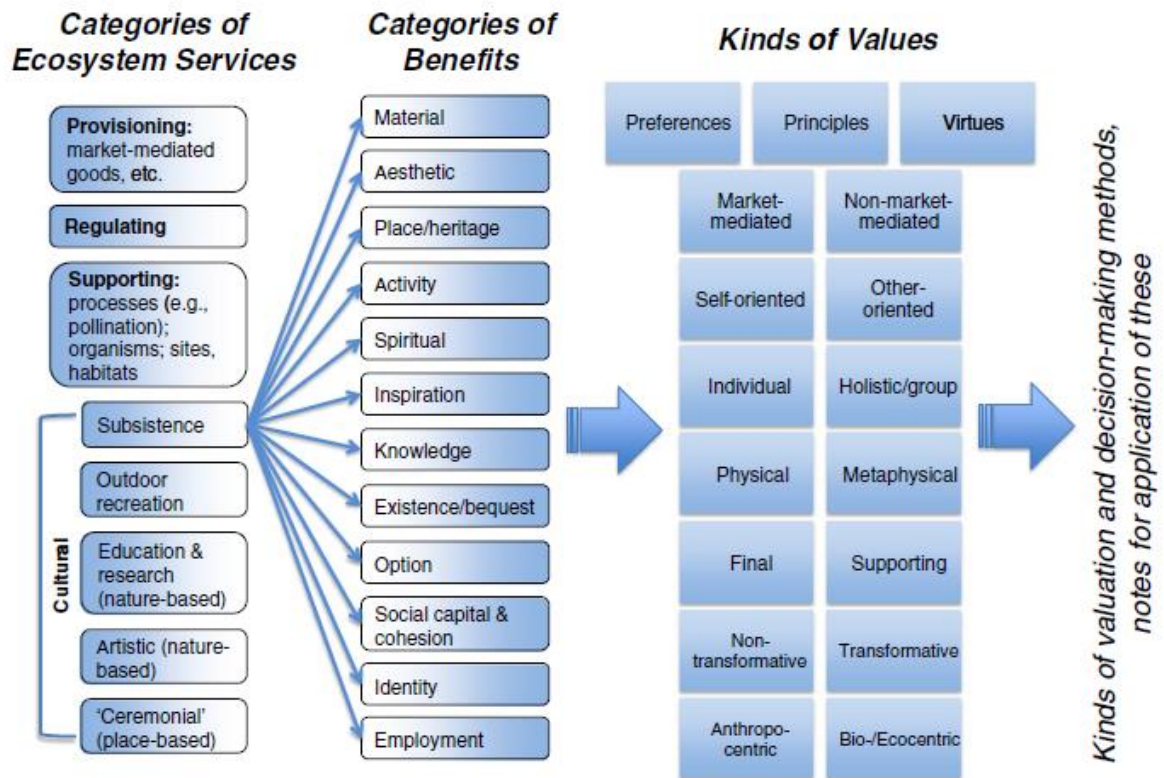 Categories of
Ecosystem Services
Provisioning:
market-mediated
goods, etc.
Regulating
Supporting:
processes (e.g.,
pollination);
organisms; sites,
habitats
Cultural
Subsistence
Outdoor
recreation
Education &
research
(nature-based)
Artistic (nature-
based)
‘Ceremonial’
(place-based)
Categories of
Benefits
Material
Aesthetic
Place/heritage
Activity
Spiritual
Inspiration
Knowledge
Existence/bequest
Option
Social capital &
cohesion
Identity
Employment
Kinds of Values
Preferences
Principles
Virtues
Market-
mediated
Non-market-
mediated
Self-oriented
Other-
oriented
Individual
Holistic/group
Physical
Metaphysical
Final
Supporting
Non-
transformative
Transformative
Anthropo-
centric
Bio-/Ecocentric
Kinds of valuation and decision-making methods,
notes for application of these